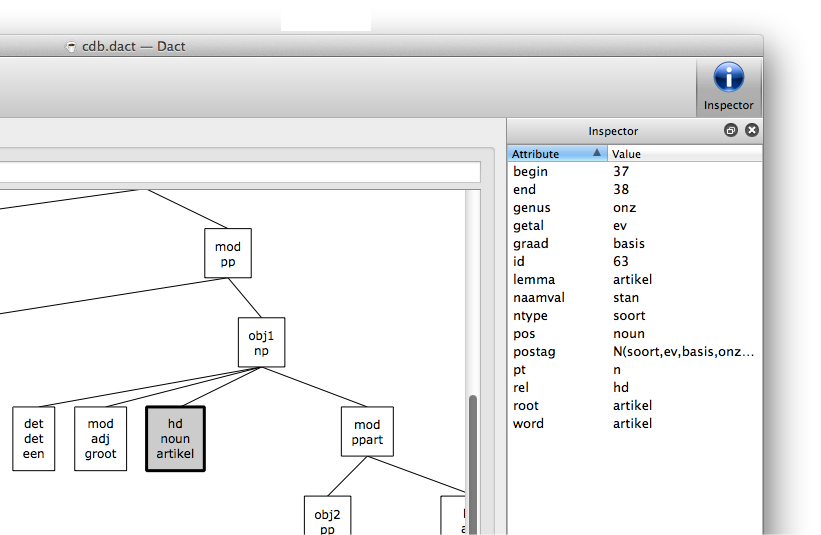 cdb.dact — Dact
Inspector
Inspector
Attribute Value
begin 37
end 38
genus onz
getal ev
graad basis
id 63
lemma artikel
naamval stan
ntype soort
pos noun
postag N(soort,ev,basis,onz...
pt n
rel hd
root artikel
word artikel
mod
pp
obj1
np
det
det
een
mod
adj
groot
hd
noun
artikel
mod
ppart
obj2
pp